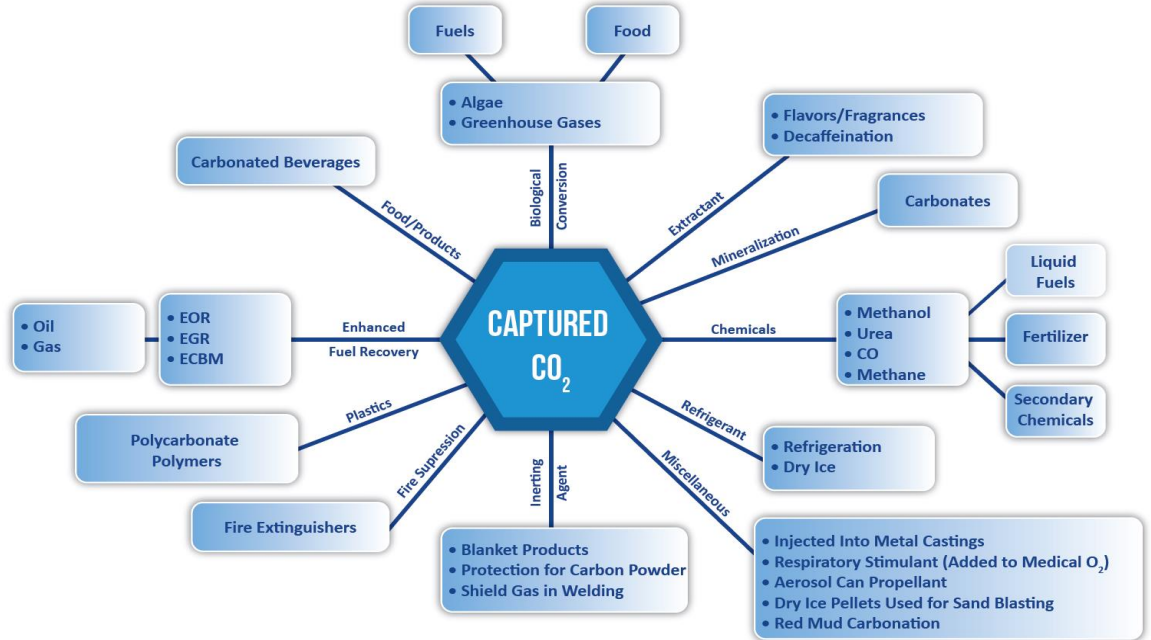 Fuels
Food
• Algae
• Greenhouse Gases
• Flavors/Fragrances
• Decaffeination
Carbonated Beverages
Carbonates
Biological
Conversion
Extractant
Food/Products
Mineralization
Liquid
Fuels
• Oil
• Gas
• EOR
• EGR
• ECBM
Enhanced
Fuel Recovery
CAPTURED
CO₂
Chemicals
• Methanol
• Urea
• CO
• Methane
Fertilizer
Secondary
Chemicals
Plastics
Refrigerant
Polycarbonate
Polymers
Fire Supression
Inerting
Agent
Miscellaneous
• Refrigeration
• Dry Ice
Fire Extinguishers
• Blanket Products
• Protection for Carbon Powder
• Shield Gas in Welding
• Injected Into Metal Castings
• Respiratory Stimulant (Added to Medical O₂)
• Aerosol Can Propellant
• Dry Ice Pellets Used for Sand Blasting
• Red Mud Carbonation